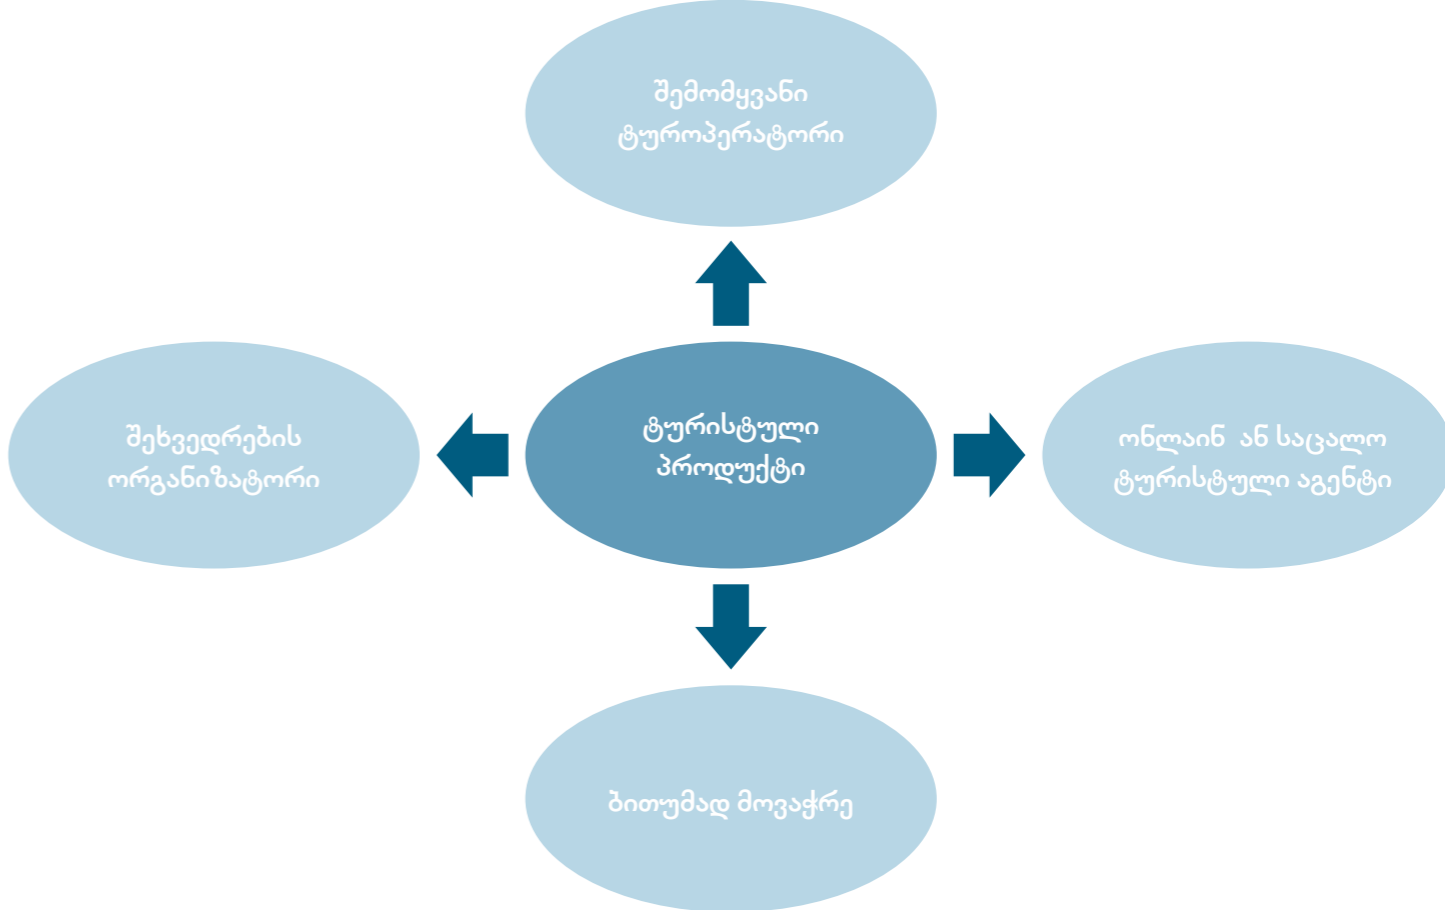 შემომყვანი
ტუროპერატორი
შეხვედრების
ორგანიზატორი
ტურისტული
პროდუქტი
ონლაინ ან საცალო
ტურისტული აგენტი
ბითუმად მოვაჭრე